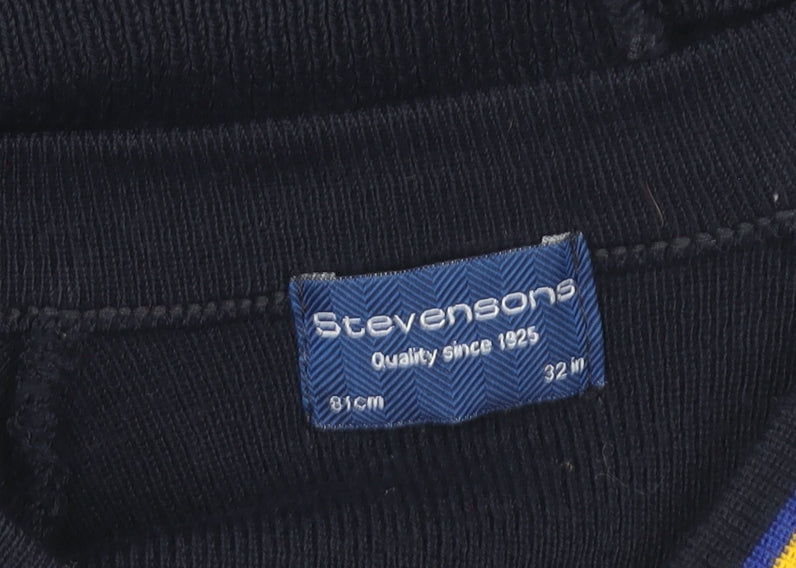 Stevensons
Quality since 1925
32 in
81cm